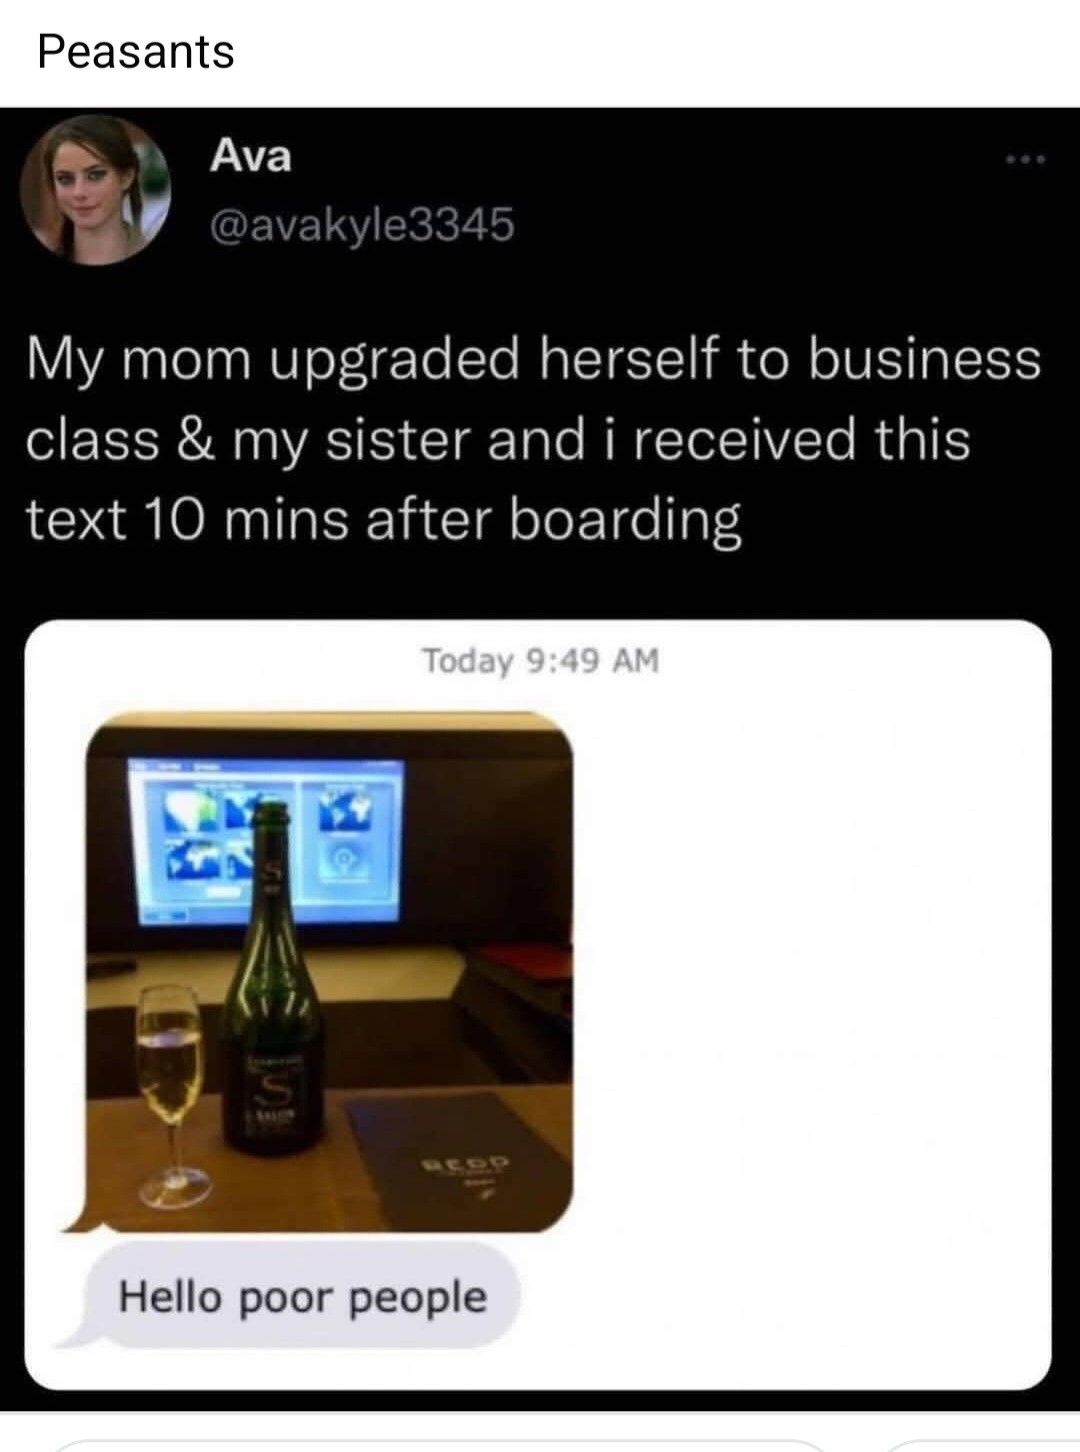 Peasants
Ava
@avakyle3345
My mom upgraded herself to business
class & my sister and i received this
text 10 mins after boarding
Today 9:49 AM
S
S
Hello poor people